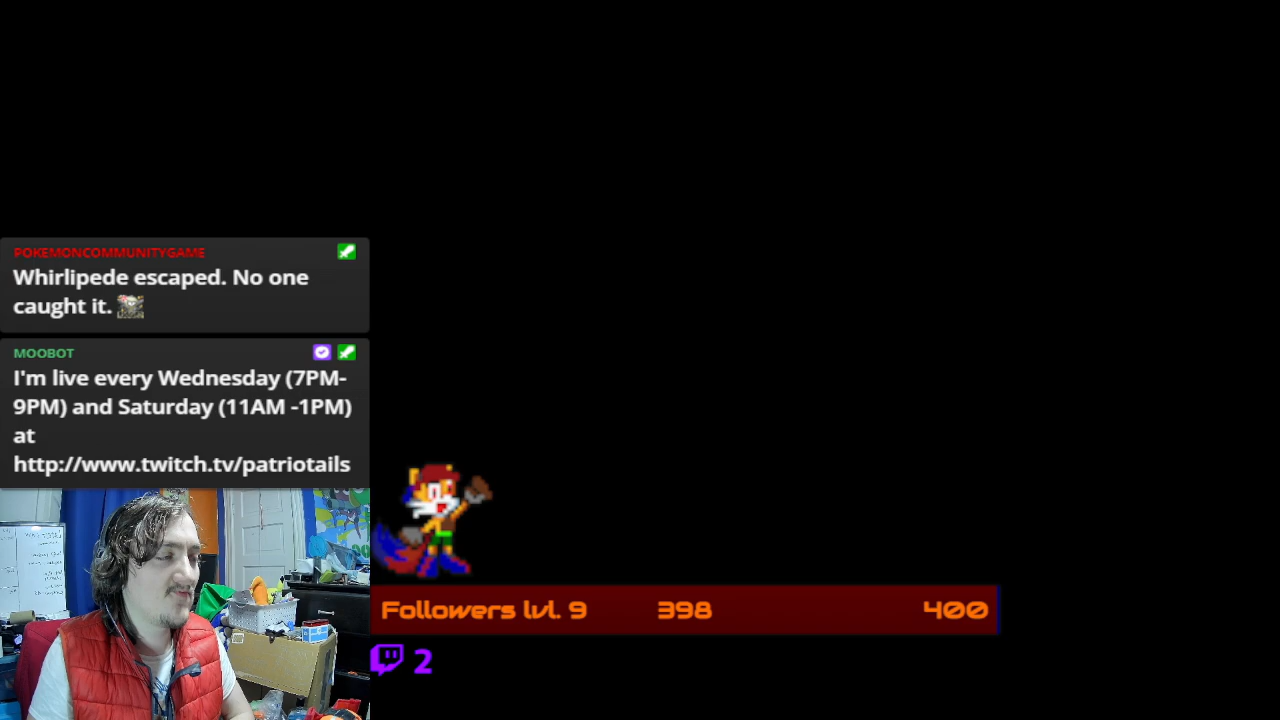 POKEMONCOMMUNITYGAME
Whirlipede escaped. No one
caught it.
MOOBOT
I'm live every Wednesday (7PM-
9PM) and Saturday (11AM -1PM)
at
http://www.twitch.tv/patriotails
Followers lvl. 9 398 400
2